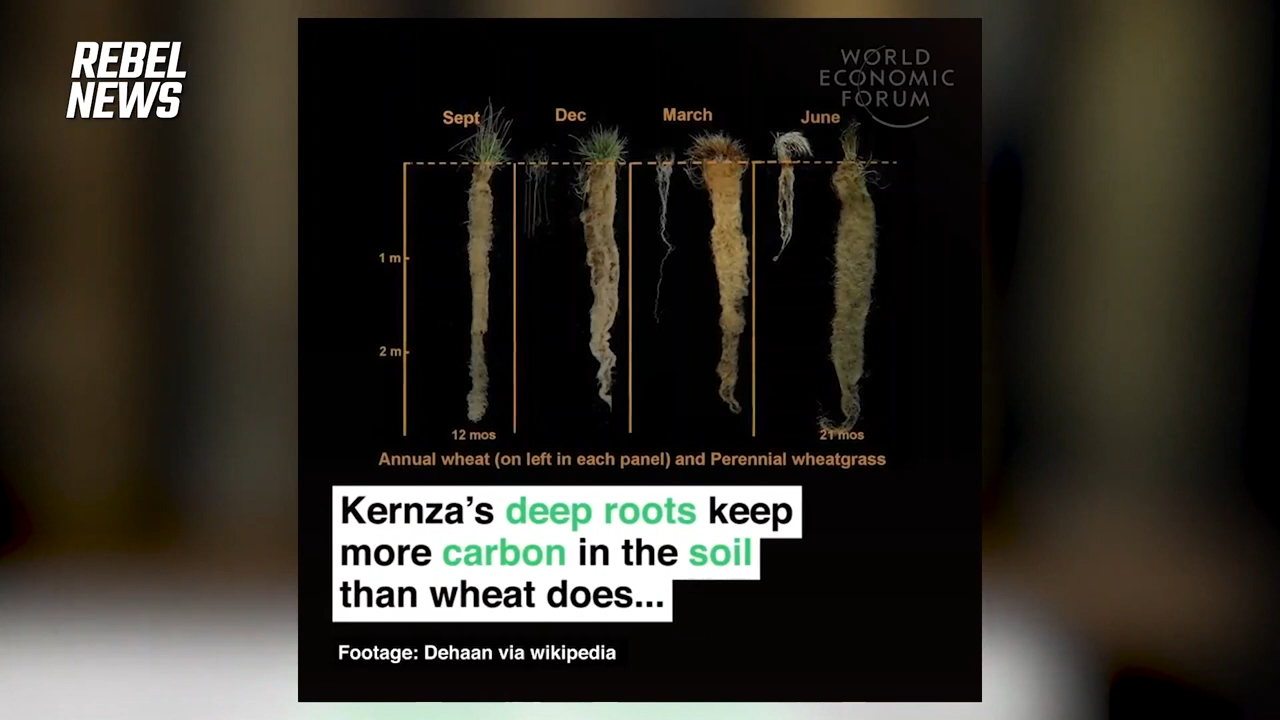 REBEL
NEWS
WORLD
ECONOMIC
FORUM
Sept
Dec
March
June
1 m
2 m
12 mos
21 mos
Annual wheat (on left in each panel) and Perennial wheatgrass
Kernza’s deep roots keep
more carbon in the soil
than wheat does...
Footage: Dehaan via wikipedia